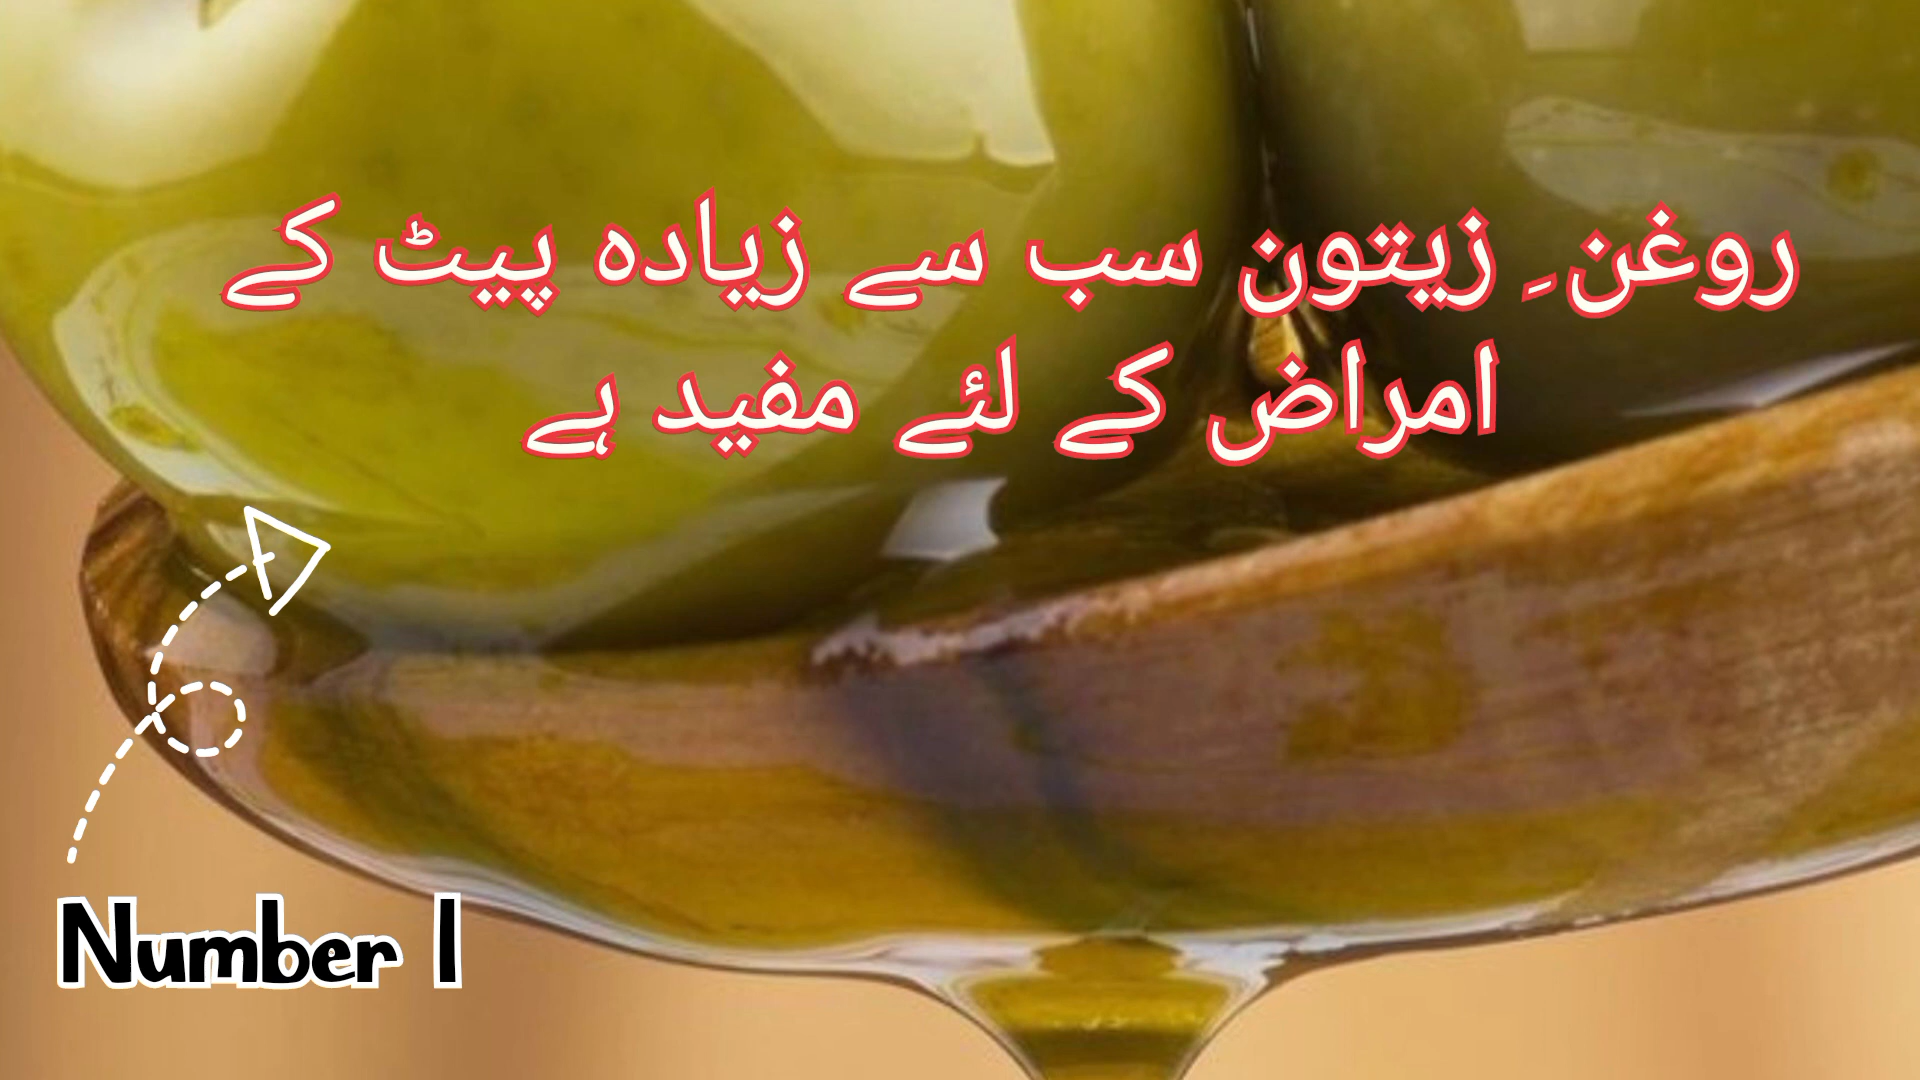 روغنِ زیتون سب سے زیادہ پیٹ کے
امراض کے لئے مفید ہے
Number 1